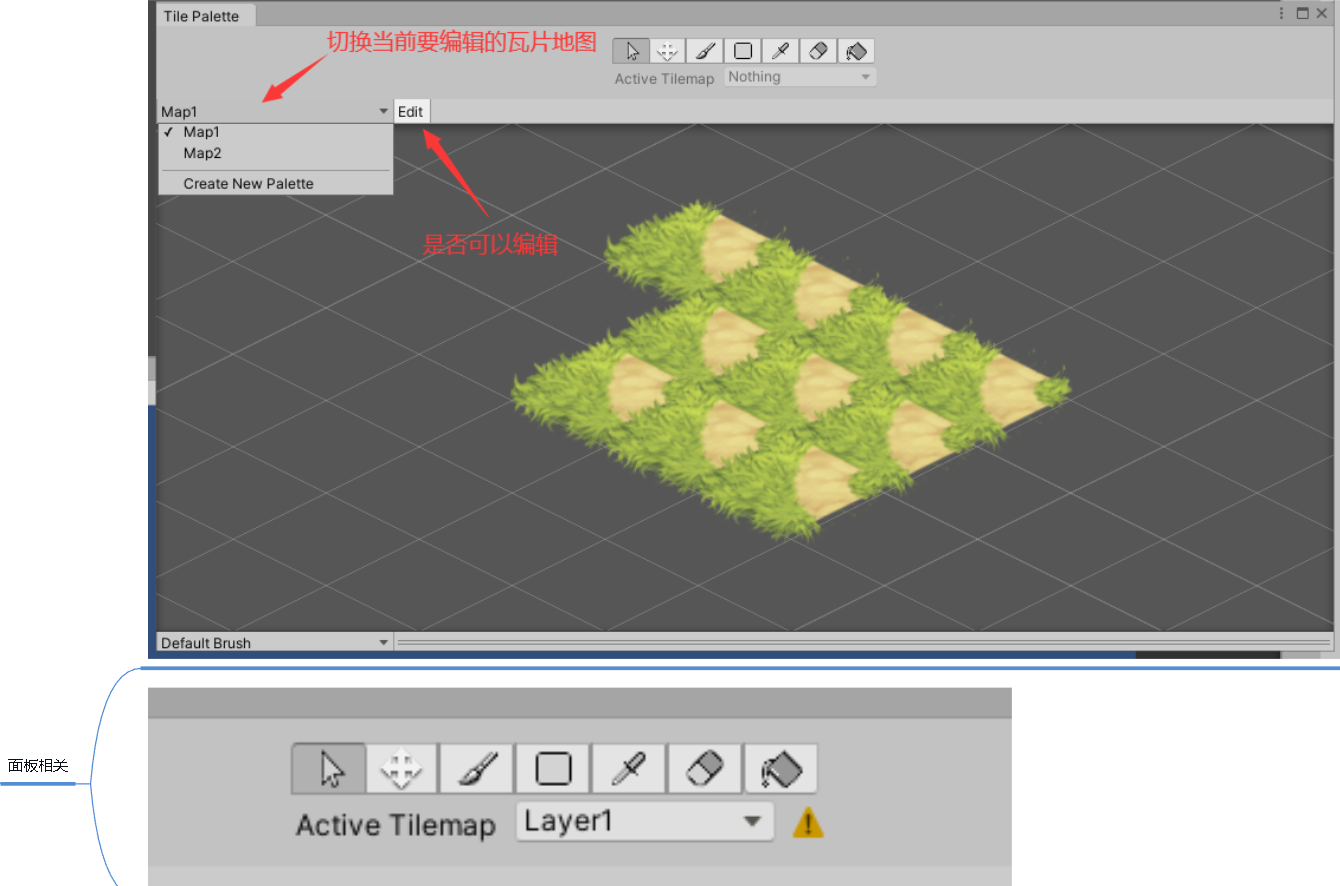 Tile Palette
切换当前要编辑的瓦片地图
Active Tilemap Nothing
Map1 Edit
✓ Map1
Map2
Create New Palette
是否可以编辑
Default Brush
面板相关
Active Tilemap Layer1